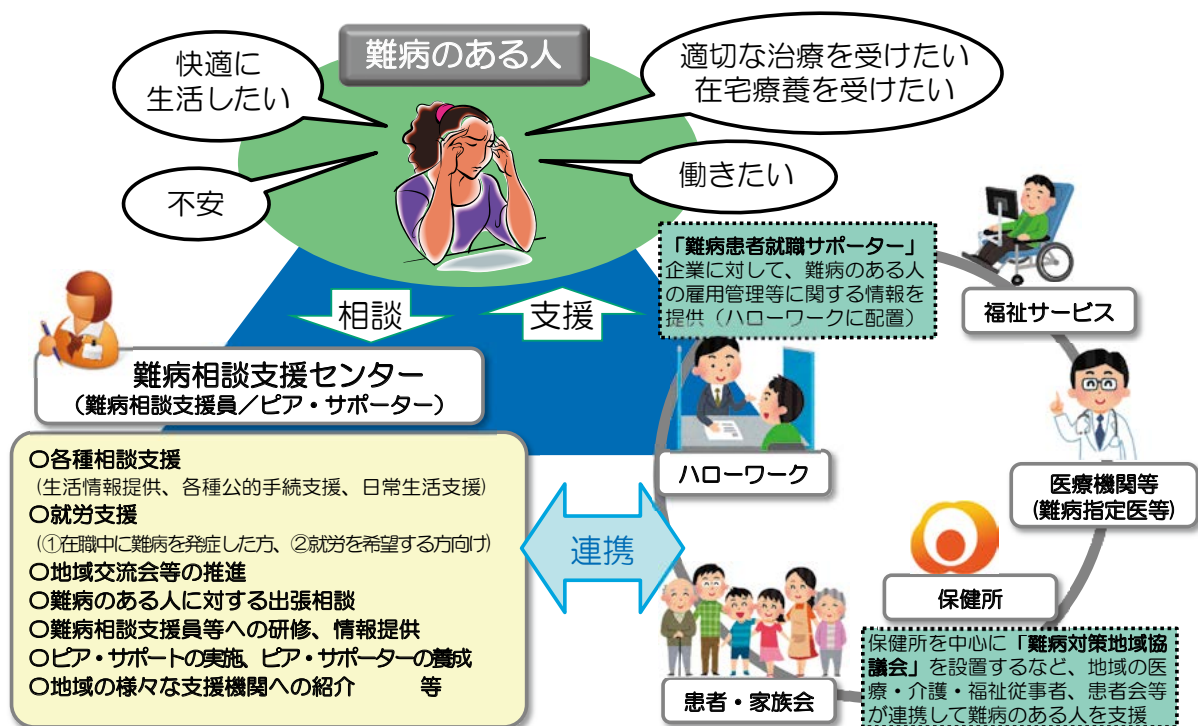 難病のある人
快適に
生活したい
適切な治療を受けたい
在宅療養を受けたい
不安
働きたい
相談
支援
難病相談支援センター
（難病相談支援員／ピア・サポーター）
〇各種相談支援
（生活情報提供、各種公的手続支援、日常生活支援）
〇就労支援
（①在職中に難病を発症した方、②就労を希望する方向け）
〇地域交流会等の推進
〇難病のある人に対する出張相談
〇難病相談支援員等への研修、情報提供
〇ピア・サポートの実施、ピア・サポーターの養成
〇地域の様々な支援機関への紹介　　　等
連携
「難病患者就職サポーター」
企業に対して、難病のある人
の雇用管理等に関する情報を
提供（ハローワークに配置）
福祉サービス
ハローワーク
医療機関等
(難病指定医等)
保健所
保健所を中心に「難病対策地域協
議会」を設置するなど、地域の医
療・介護・福祉従事者、患者会等
が連携して難病のある人を支援
患者・家族会